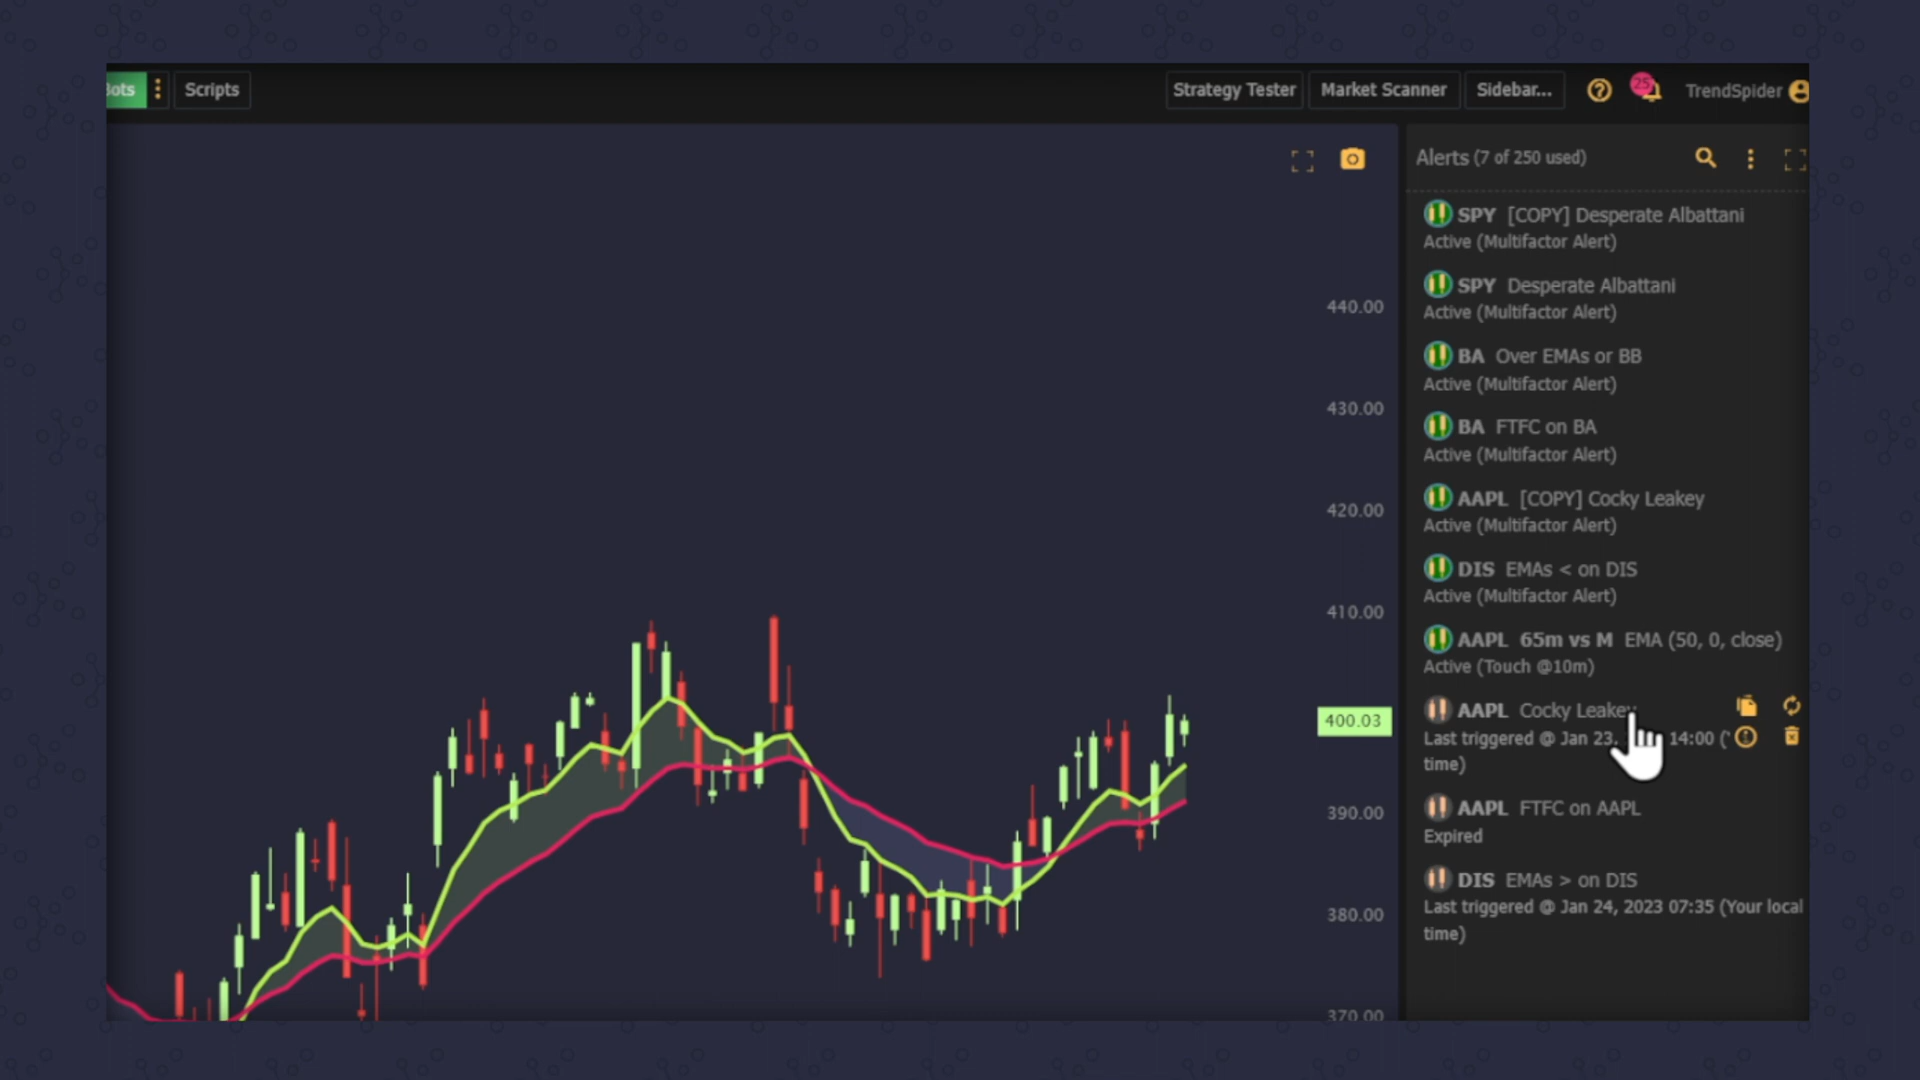 Scripts
Strategy Tester
Market Scanner
Sidebar...
25
TrendSpider
Alerts (7 of 250 used)
SPY [COPY] Desperate Albattani
Active (Multifactor Alert)
SPY Desperate Albattani
Active (Multifactor Alert)
BA Over EMAs or BB
Active (Multifactor Alert)
BA FTFC on BA
Active (Multifactor Alert)
AAPL [COPY] Cocky Leakey
Active (Multifactor Alert)
DIS EMAs < on DIS
Active (Multifactor Alert)
AAPL 65m vs M EMA (50, 0, close)
Active (Touch @10m)
AAPL Cocky Leakey
Last triggered @ Jan 23, 14:00 (
time)
AAPL FTFC on AAPL
Expired
DIS EMAs > on DIS
Last triggered @ Jan 24, 2023 07:35 (Your local
time)
440.00
430.00
420.00
410.00
400.03
390.00
380.00
370.00